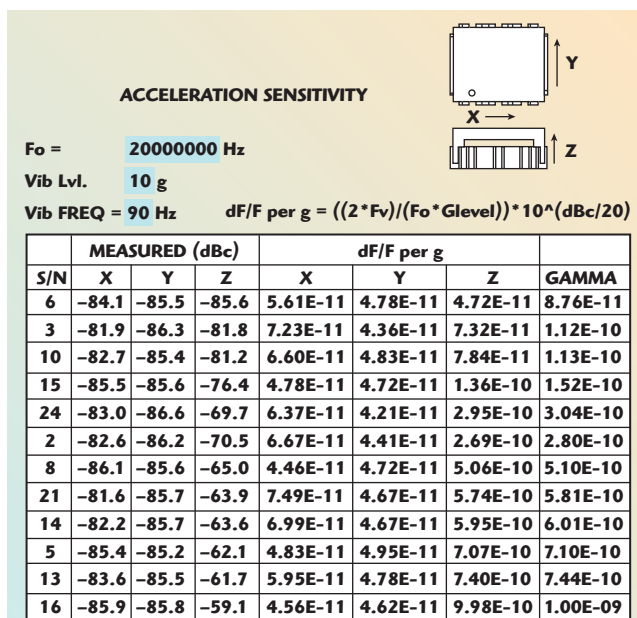 Y
ACCELERATION SENSITIVITY
X
Z
Fo = 20000000 Hz
Vib Lvl. 10 g
Vib FREQ = 90 Hz dF/F per g = ((2*Fv)/(Fo*Glevel))*10^(dBc/20)
MEASURED (dBc) dF/F per g
S/N X Y Z X Y Z GAMMA
6 –84.1 –85.5 –85.6 5.61E-11 4.78E-11 4.72E-11 8.76E-11
3 –81.9 –86.3 –81.8 7.23E-11 4.36E-11 7.32E-11 1.12E-10
10 –82.7 –85.4 –81.2 6.60E-11 4.83E-11 7.84E-11 1.13E-10
15 –85.5 –85.6 –76.4 4.78E-11 4.72E-11 1.36E-10 1.52E-10
24 –83.0 –86.6 –69.7 6.37E-11 4.21E-11 2.95E-10 3.04E-10
2 –82.6 –86.2 –70.5 6.67E-11 4.41E-11 2.69E-10 2.80E-10
8 –86.1 –85.6 –65.0 4.46E-11 4.72E-11 5.06E-10 5.10E-10
21 –81.6 –85.7 –63.9 7.49E-11 4.67E-11 5.74E-10 5.81E-10
14 –82.2 –85.7 –63.6 6.99E-11 4.67E-11 5.95E-10 6.01E-10
5 –85.4 –85.2 –62.1 4.83E-11 4.95E-11 7.07E-10 7.10E-10
13 –83.6 –85.5 –61.7 5.95E-11 4.78E-11 7.40E-10 7.44E-10
16 –85.9 –85.8 –59.1 4.56E-11 4.62E-11 9.98E-10 1.00E-09